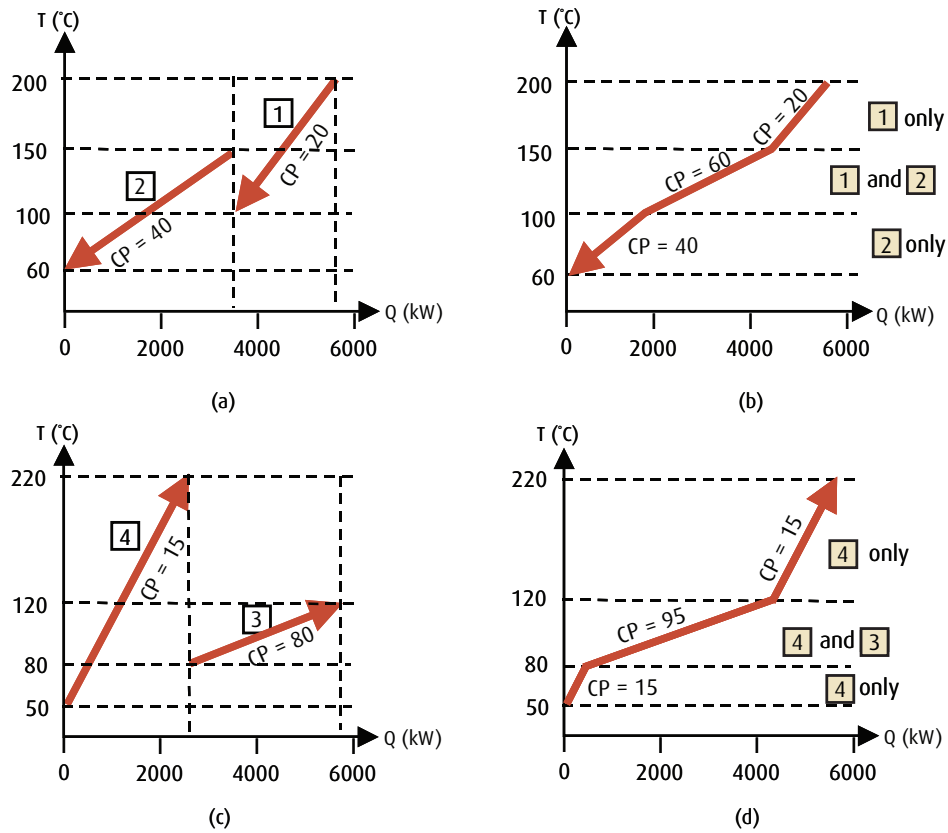 T (°C)
200
150
100
60
1
2
CP = 20
CP = 40
Q (kW)
0 2000 4000 6000
(a)
T (°C)
200
150
100
60
CP = 20
CP = 60
CP = 40
1 only
1 and 2
2 only
Q (kW)
0 2000 4000 6000
(b)
T (°C)
220
120
80
50
4
CP = 15
3
CP = 80
Q (kW)
0 2000 4000 6000
(c)
T (°C)
220
120
80
50
CP = 15
CP = 95
CP = 15
4 only
4 and 3
4 only
Q (kW)
0 2000 4000 6000
(d)